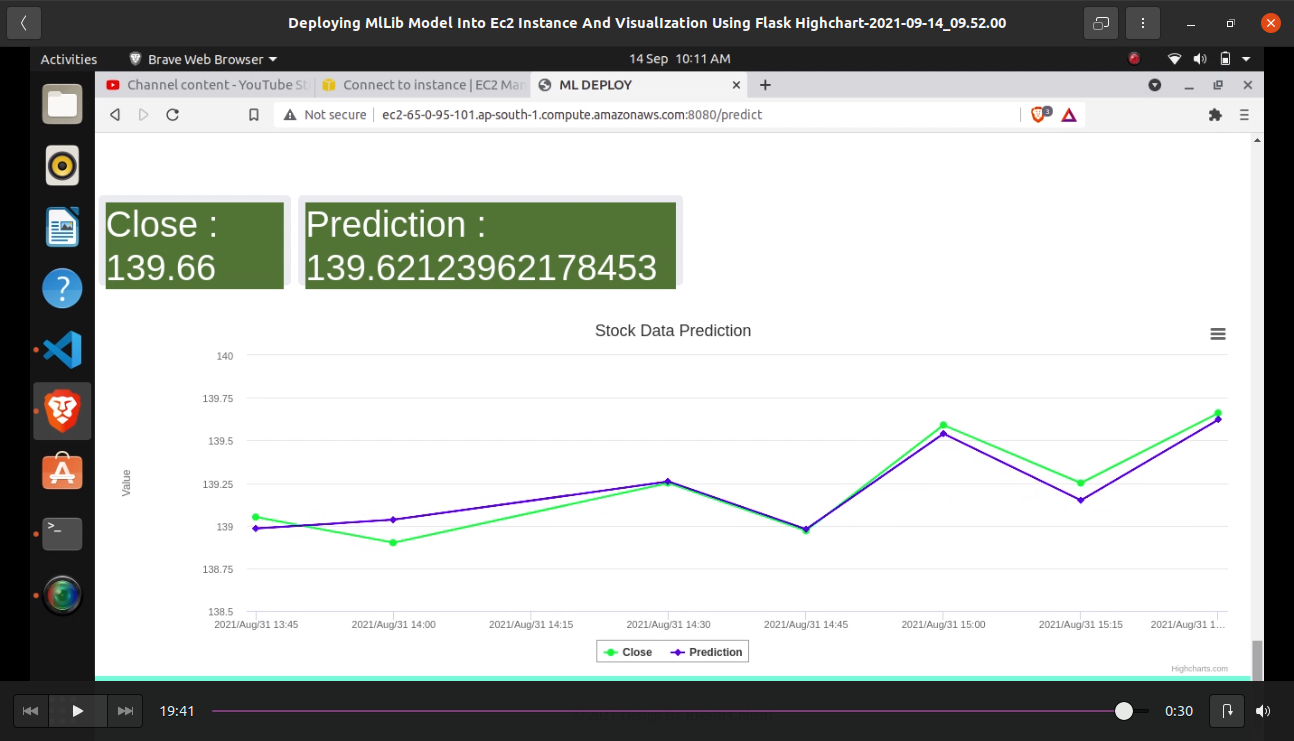 Deploying MlLib Model Into Ec2 Instance And VisualIzation Using Flask Highchart-2021-09-14_09.52.00
Activities
Brave Web Browser
14 Sep 10:11 AM
Channel content - YouTube St
Connect to instance | EC2 Man
ML DEPLOY
Not secure
ec2-65-0-95-101.ap-south-1.compute.amazonaws.com:8080/predict
3
Close :
139.66
Prediction :
139.62123962178453
Stock Data Prediction
140
139.75
139.5
139.25
139
138.75
138.5
Value
2021/Aug/31 13:45
2021/Aug/31 14:00
2021/Aug/31 14:15
2021/Aug/31 14:30
2021/Aug/31 14:45
2021/Aug/31 15:00
2021/Aug/31 15:15
2021/Aug/31 1…
Close
Prediction
Highcharts.com
19:41
0:30